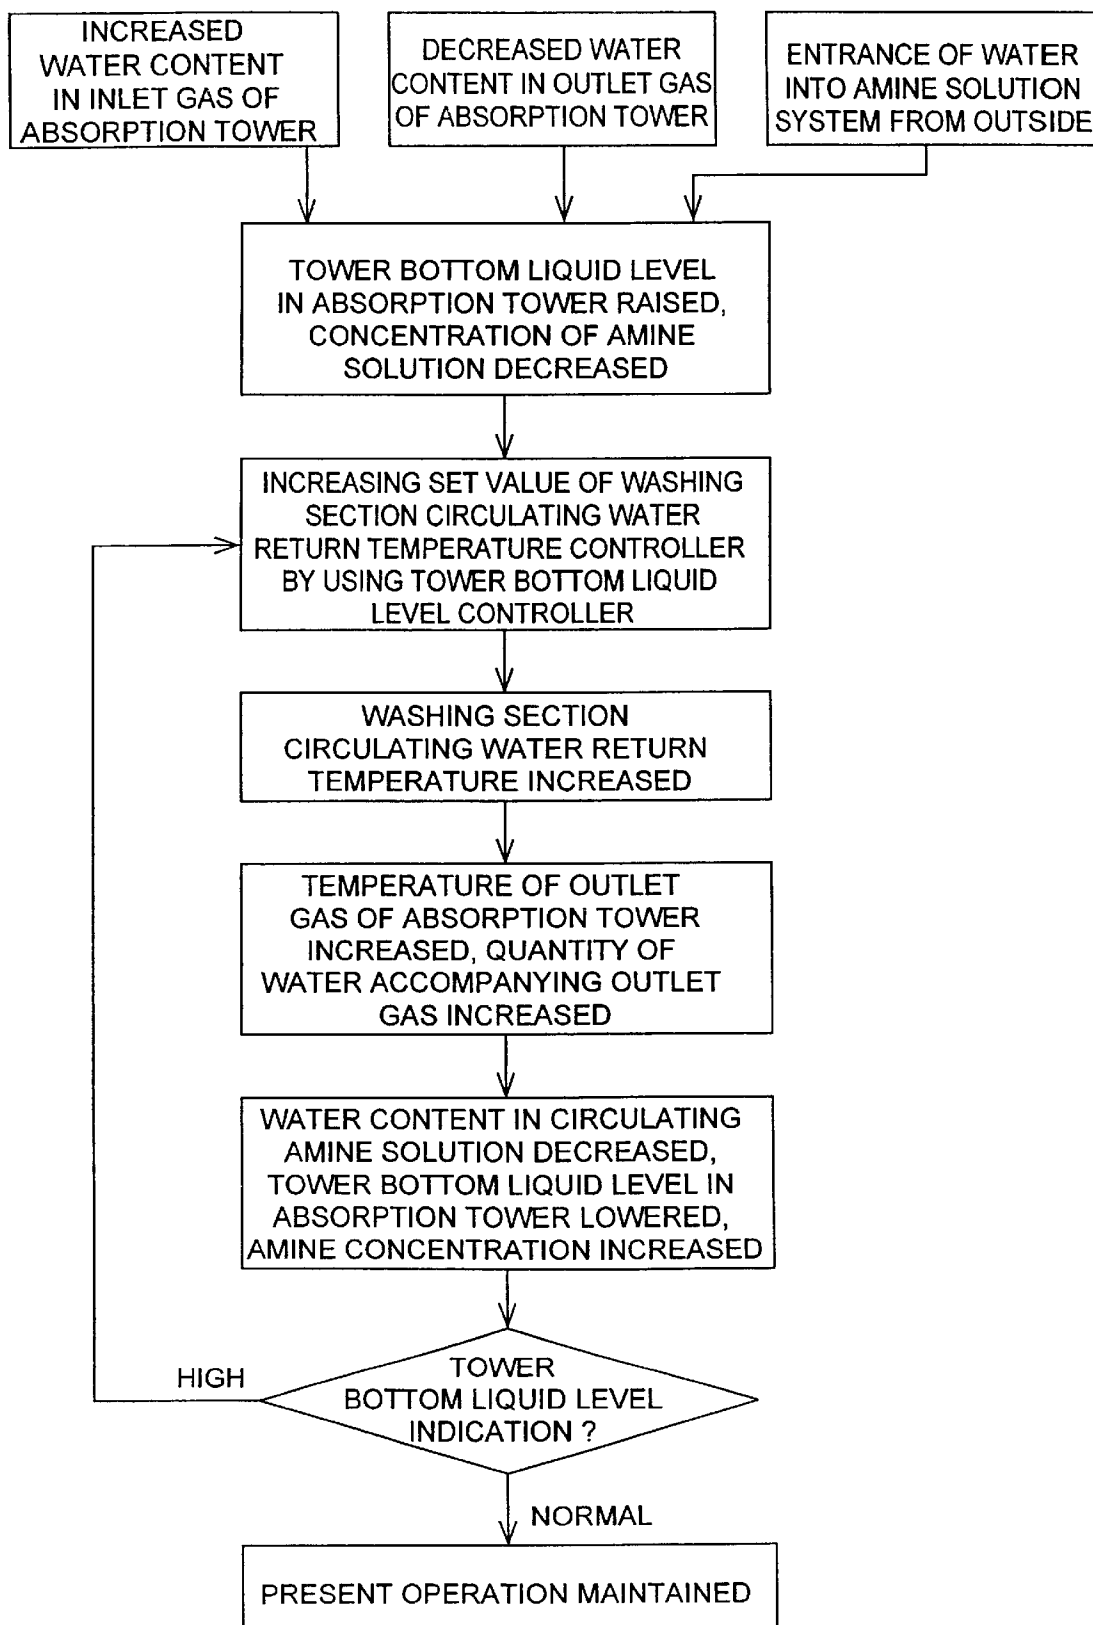 INCREASED
WATER CONTENT
IN INLET GAS OF
ABSORPTION TOWER
DECREASED WATER
CONTENT IN OUTLET GAS
OF ABSORPTION TOWER
ENTRANCE OF WATER
INTO AMINE SOLUTION
SYSTEM FROM OUTSIDE
TOWER BOTTOM LIQUID LEVEL
IN ABSORPTION TOWER RAISED,
CONCENTRATION OF AMINE
SOLUTION DECREASED
INCREASING SET VALUE OF WASHING
SECTION CIRCULATING WATER
RETURN TEMPERATURE CONTROLLER
BY USING TOWER BOTTOM LIQUID
LEVEL CONTROLLER
WASHING SECTION
CIRCULATING WATER RETURN
TEMPERATURE INCREASED
TEMPERATURE OF OUTLET
GAS OF ABSORPTION TOWER
INCREASED, QUANTITY OF
WATER ACCOMPANYING OUTLET
GAS INCREASED
WATER CONTENT IN CIRCULATING
AMINE SOLUTION DECREASED,
TOWER BOTTOM LIQUID LEVEL IN
ABSORPTION TOWER LOWERED,
AMINE CONCENTRATION INCREASED
HIGH
TOWER
BOTTOM LIQUID LEVEL
INDICATION ?
NORMAL
PRESENT OPERATION MAINTAINED